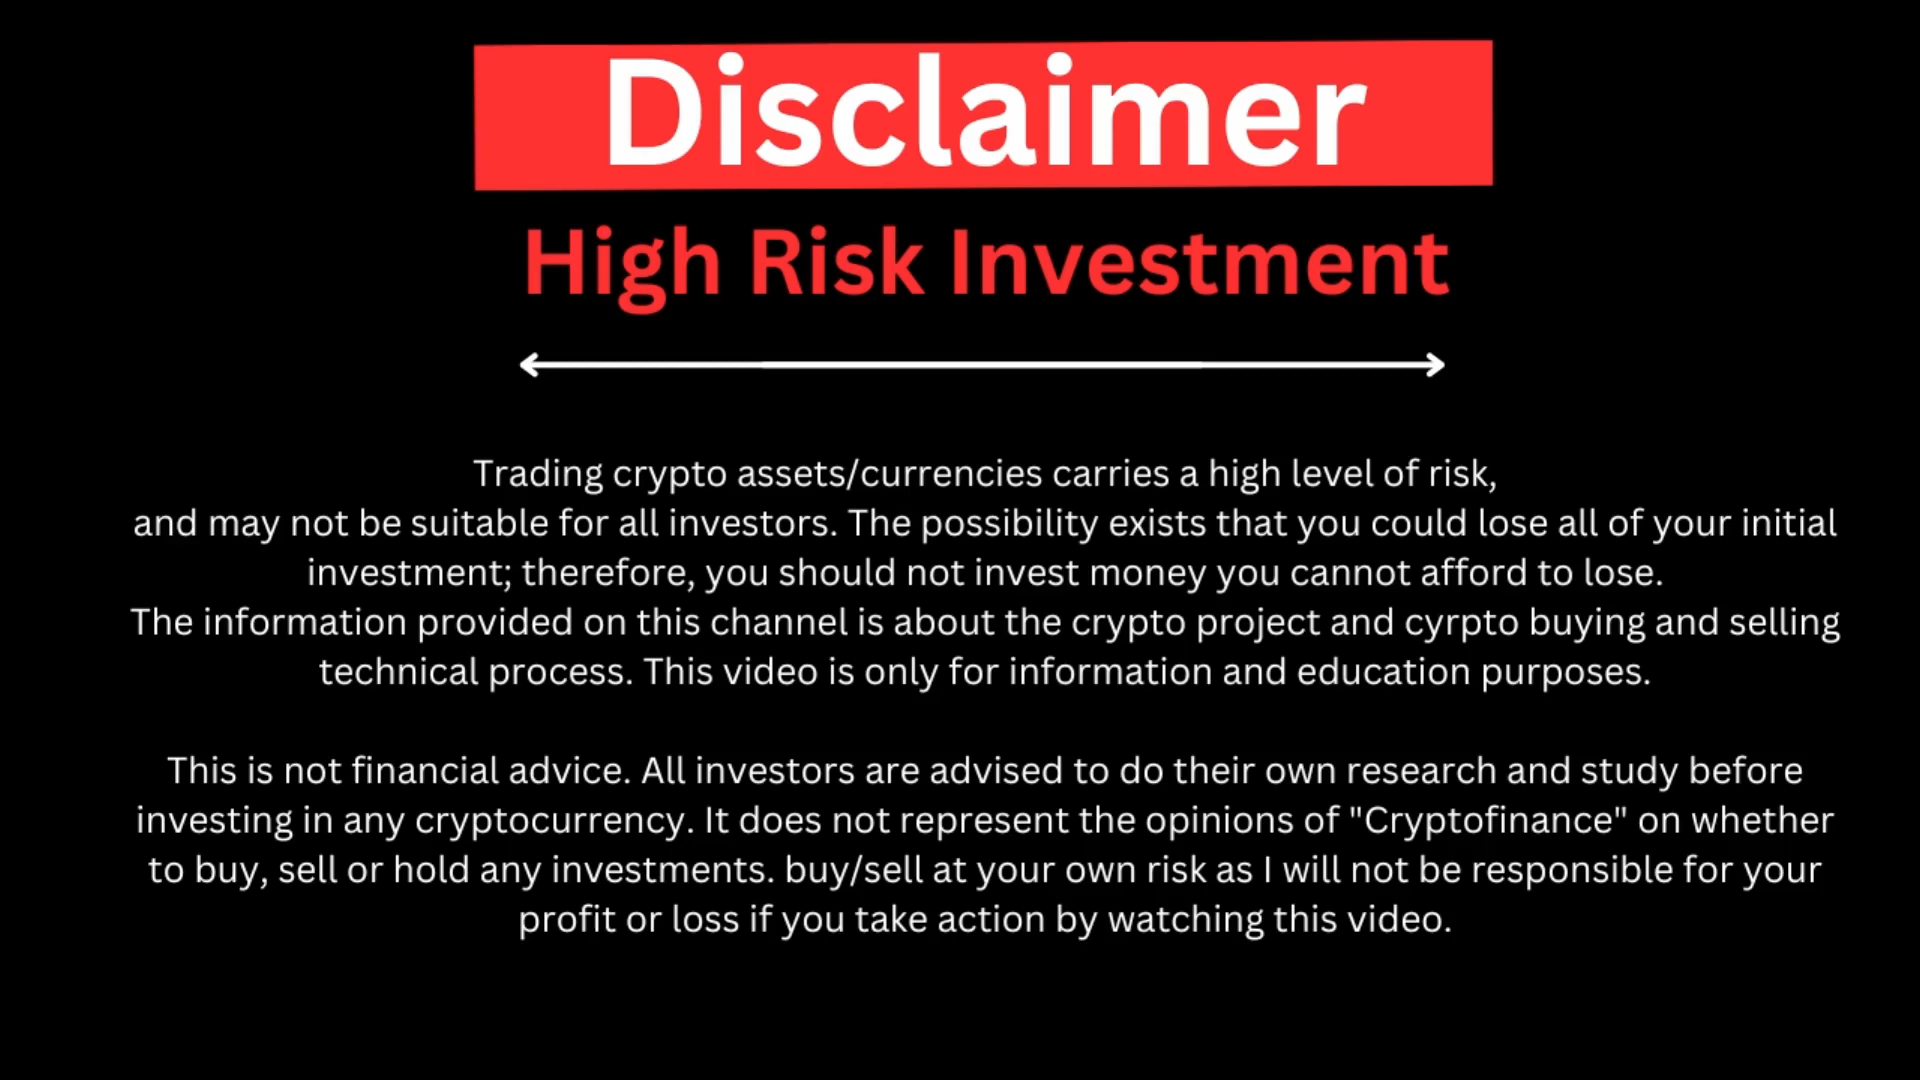 Disclaimer
High Risk Investment
Trading crypto assets/currencies carries a high level of risk,
and may not be suitable for all investors. The possibility exists that you could lose all of your initial
investment; therefore, you should not invest money you cannot afford to lose.
The information provided on this channel is about the crypto project and cyrpto buying and selling
technical process. This video is only for information and education purposes.
This is not financial advice. All investors are advised to do their own research and study before
investing in any cryptocurrency. It does not represent the opinions of "Cryptofinance" on whether
to buy, sell or hold any investments. buy/sell at your own risk as I will not be responsible for your
profit or loss if you take action by watching this video.